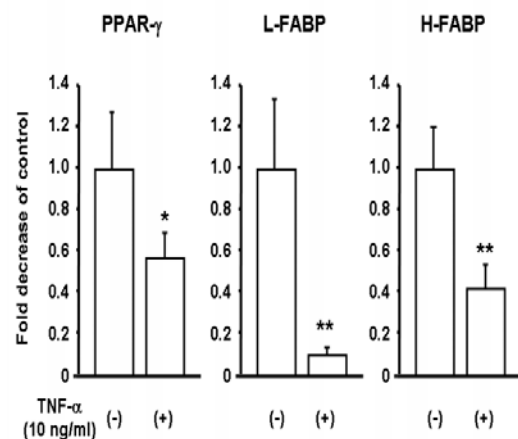 PPAR-γ L-FABP H-FABP
Fold decrease of control
1.4 1.4 1.4
1.2 1.2 1.2
1.0 1.0 1.0
0.8 0.8 0.8
* 
0.6 0.6 0.6
**
0.4 0.4 0.4
**
0.2 0.2 0.2
0 0 0
TNF-α
(10 ng/ml) (-) (+) (-) (+) (-) (+)